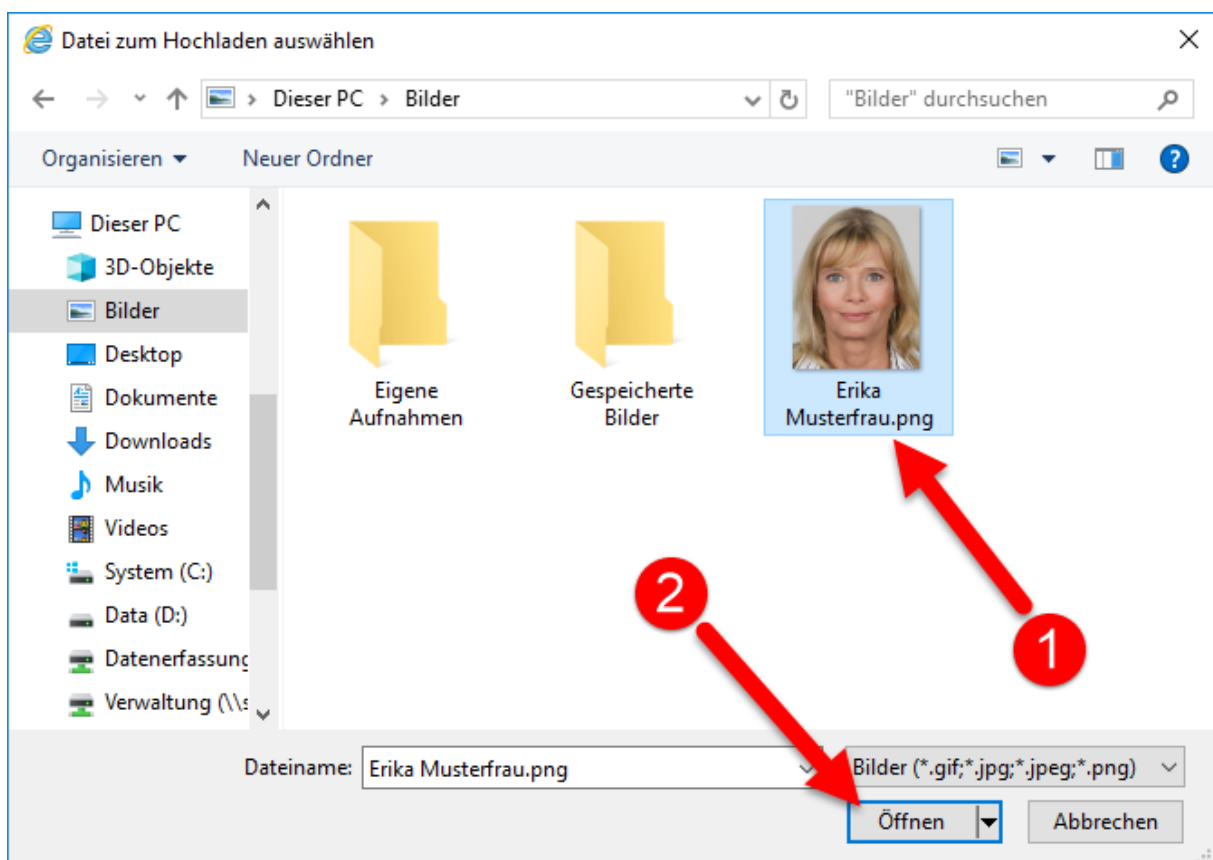 Datei zum Hochladen auswählen
Dieser PC > Bilder
"Bilder" durchsuchen
Organisieren
Neuer Ordner
Dieser PC
3D-Objekte
Bilder
Desktop
Dokumente
Downloads
Musik
Videos
System (C:)
Data (D:)
Datenerfassung
Verwaltung (\\s
Eigene
Aufnahmen
Gespeicherte
Bilder
Erika
Musterfrau.png
2
1
Dateiname:
Erika Musterfrau.png
Bilder (*.gif;*.jpg;*.jpeg;*.png)
Öffnen
Abbrechen